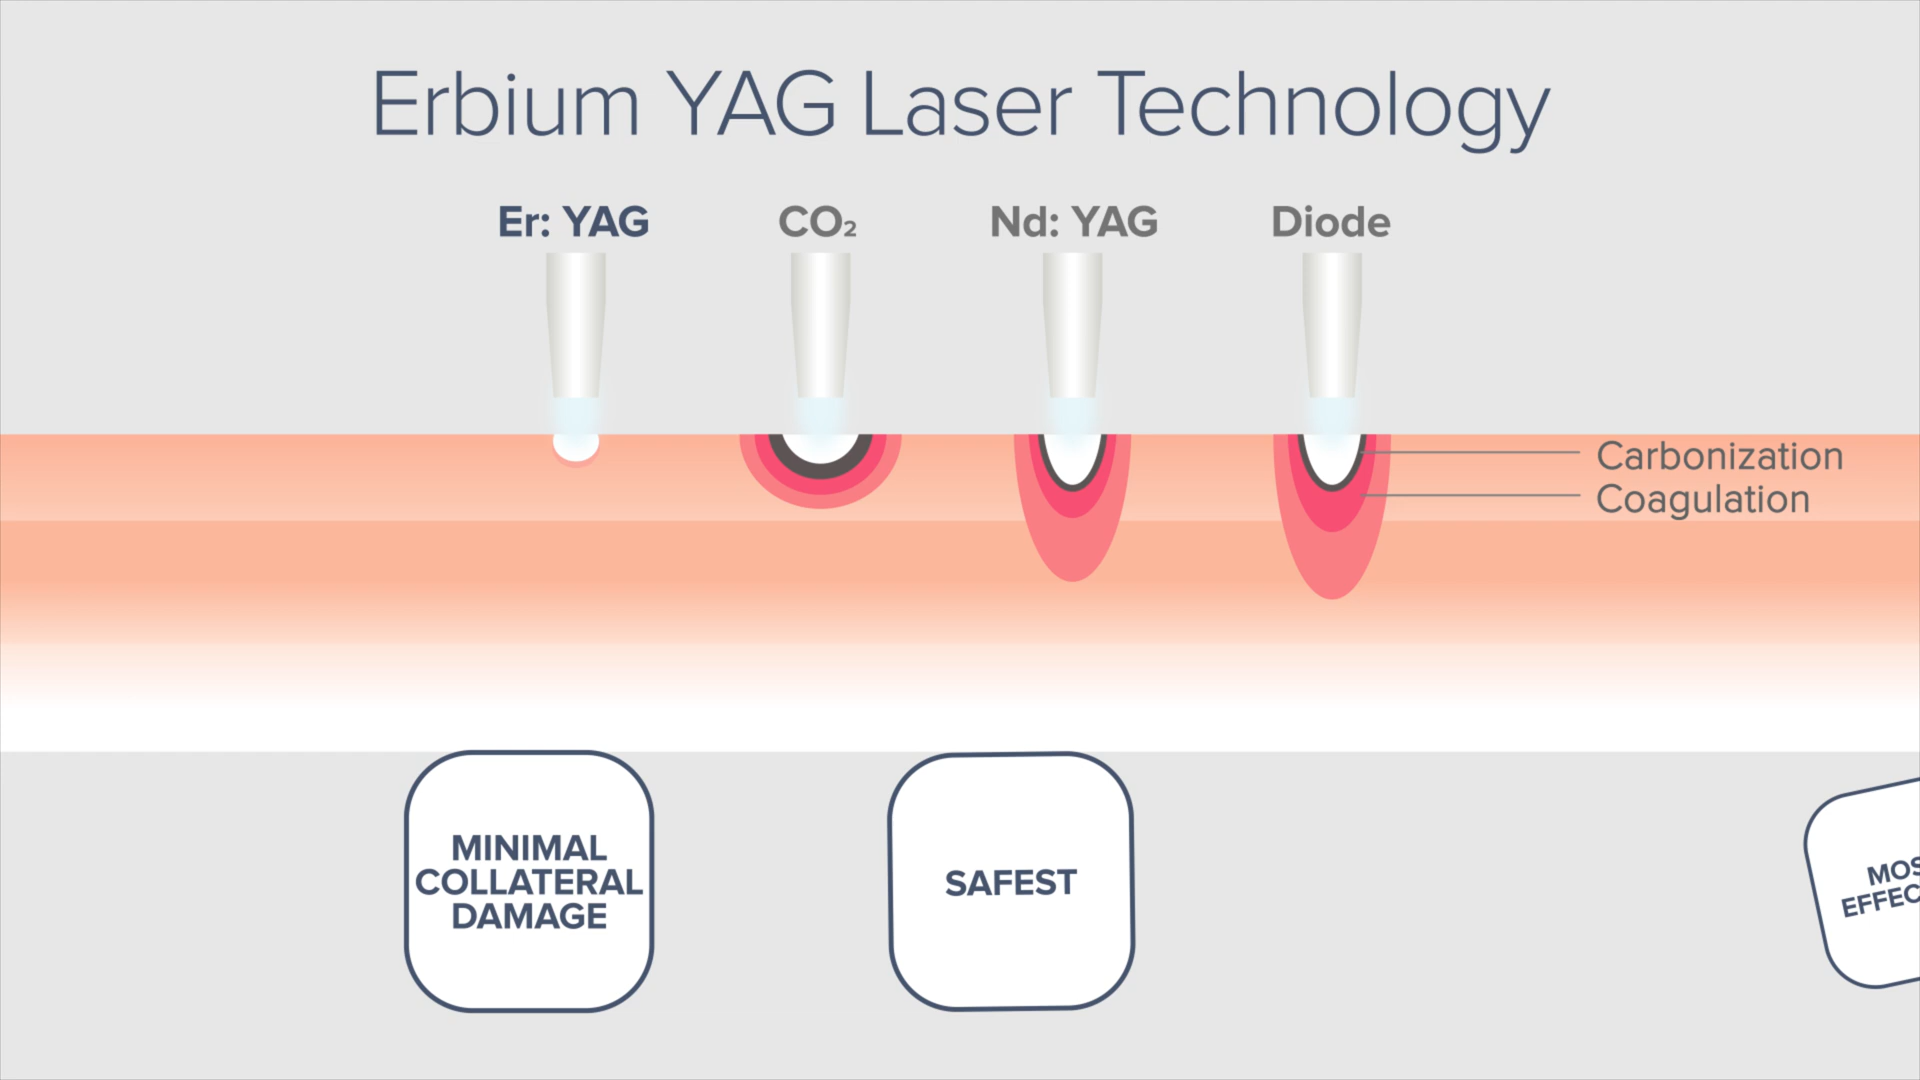 Erbium YAG Laser Technology
Er: YAG
CO₂
Nd: YAG
Diode
Carbonization
Coagulation
MINIMAL
COLLATERAL
DAMAGE
SAFEST